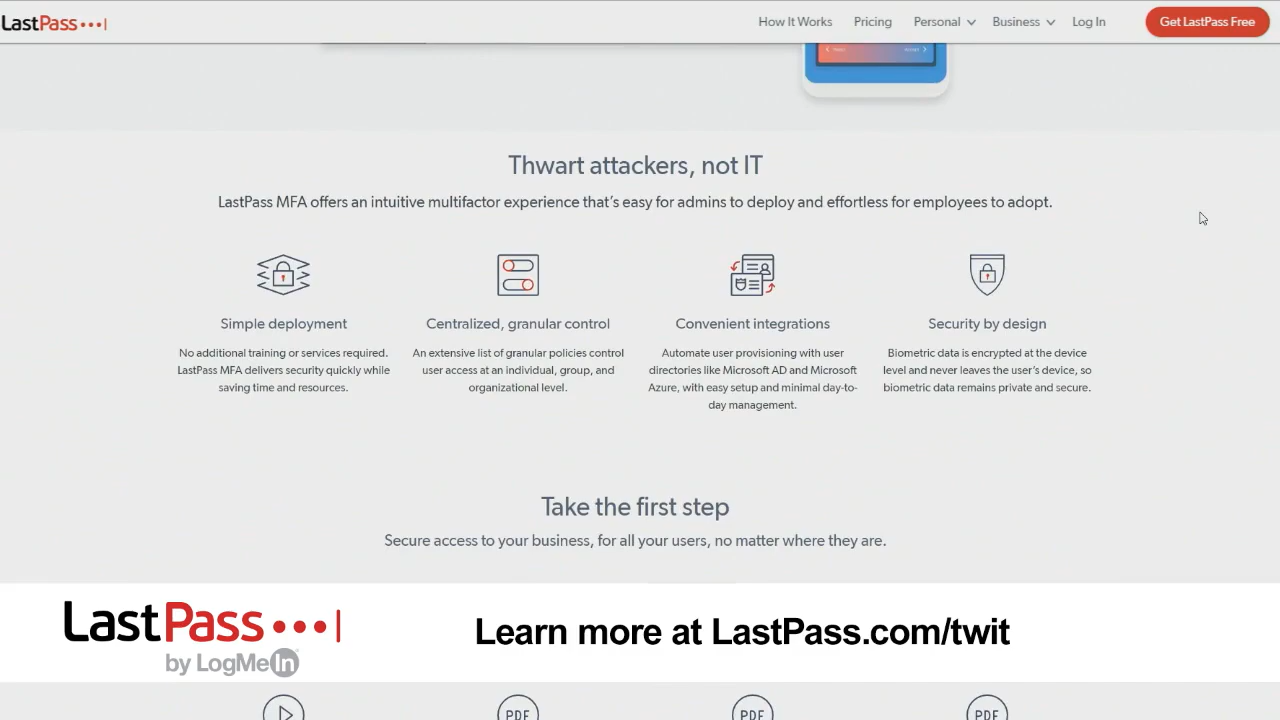 LastPass
How It Works
Pricing
Personal
Business
Log In
Get LastPass Free
Thwart attackers, not IT
LastPass MFA offers an intuitive multifactor experience that's easy for admins to deploy and effortless for employees to adopt.
Simple deployment
No additional training or services required.
LastPass MFA delivers security quickly while
saving time and resources.
Centralized, granular control
An extensive list of granular policies control
user access at an individual, group, and
organizational level.
Convenient integrations
Automate user provisioning with user
directories like Microsoft AD and Microsoft
Azure, with easy setup and minimal day-to-
day management.
Security by design
Biometric data is encrypted at the device
level and never leaves the user's device, so
biometric data remains private and secure.
Take the first step
Secure access to your business, for all your users, no matter where they are.
LastPass
by LogMeIn
Learn more at LastPass.com/twit
PDF
PDF
PDF